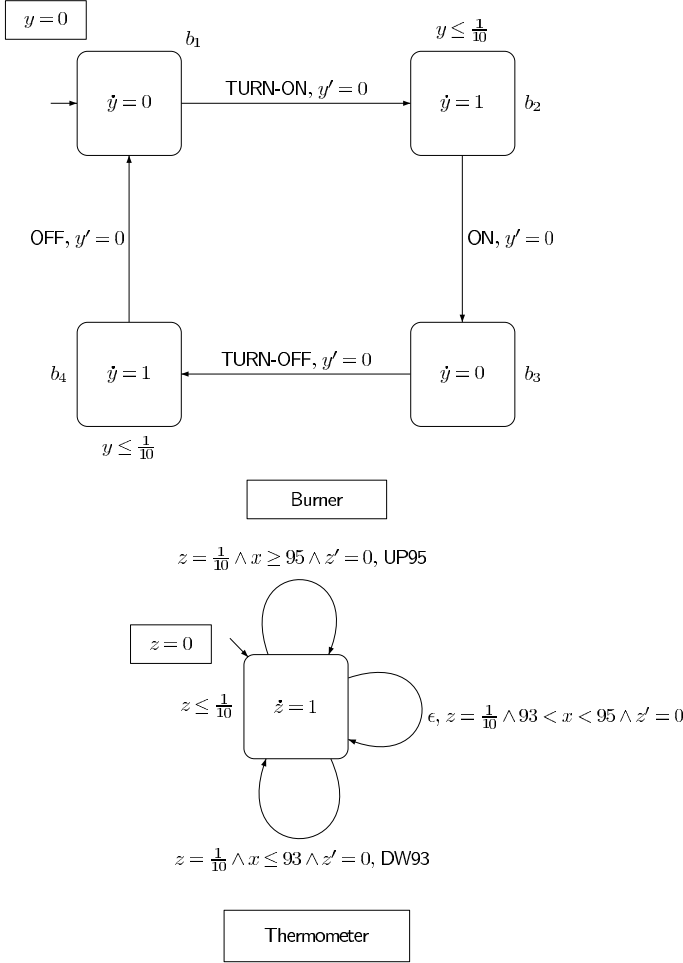 y = 0
b₁
y ≤ 1/10
ẏ = 0
TURN-ON, y′ = 0
ẏ = 1
b₂
OFF, y′ = 0
ON, y′ = 0
b₄
ẏ = 1
TURN-OFF, y′ = 0
ẏ = 0
b₃
y ≤ 1/10
Burner
z = 1/10 ∧ x ≥ 95 ∧ z′ = 0, UP95
z = 0
z ≤ 1/10
ż = 1
ϵ, z = 1/10 ∧ 93 < x < 95 ∧ z′ = 0
z = 1/10 ∧ x ≤ 93 ∧ z′ = 0, DW93
Thermometer